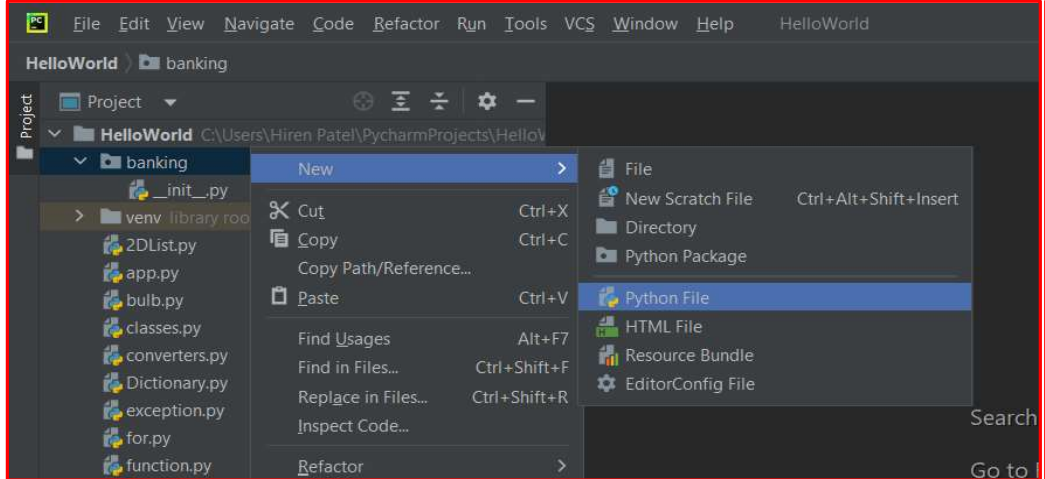 PC File Edit View Navigate Code Refactor Run Tools VCS Window Help HelloWorld
HelloWorld banking
Project
Project
HelloWorld C:\Users\Hiren Patel\PycharmProjects\HelloW
banking
__init__.py
venv library roo
2DList.py
app.py
bulb.py
classes.py
converters.py
Dictionary.py
exception.py
for.py
function.py
New
Cut Ctrl+X
Copy Ctrl+C
Copy Path/Reference...
Paste Ctrl+V
Find Usages Alt+F7
Find in Files... Ctrl+Shift+F
Replace in Files... Ctrl+Shift+R
Inspect Code...
Refactor
File
New Scratch File Ctrl+Alt+Shift+Insert
Directory
Python Package
Python File
H HTML File
Resource Bundle
EditorConfig File
Search
Go to